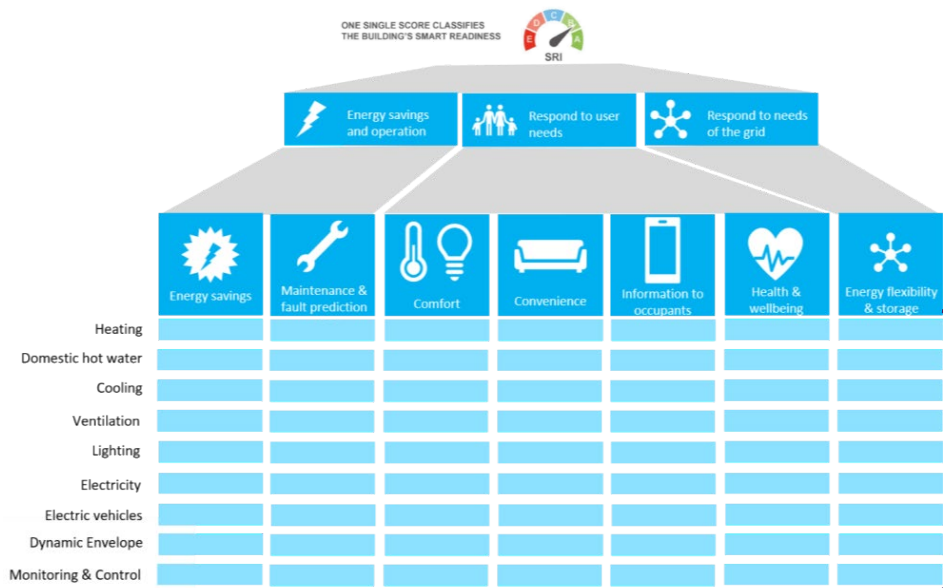 ONE SINGLE SCORE CLASSIFIES
THE BUILDING'S SMART READINESS
E D C B A
SRI
Energy savings
and operation
Respond to user
needs
Respond to needs
of the grid
Energy savings
Maintenance &
fault prediction
Comfort
Convenience
Information to
occupants
Health &
wellbeing
Energy flexibility
& storage
Heating
Domestic hot water
Cooling
Ventilation
Lighting
Electricity
Electric vehicles
Dynamic Envelope
Monitoring & Control